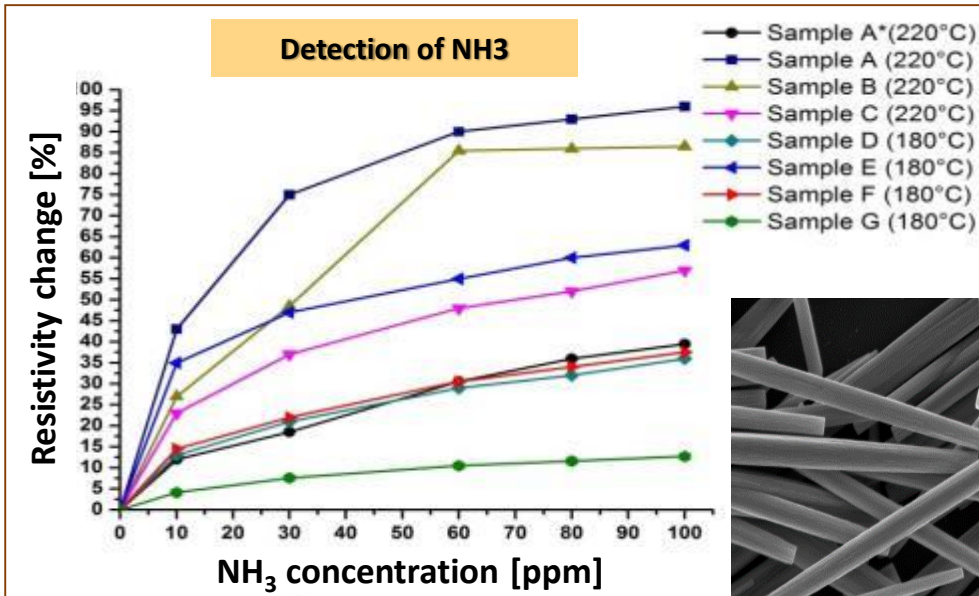 Detection of NH3
Sample A*(220°C)
Sample A (220°C)
Sample B (220°C)
Sample C (220°C)
Sample D (180°C)
Sample E (180°C)
Sample F (180°C)
Sample G (180°C)
Resistivity change [%]
00
95
90
85
80
75
70
65
60
55
50
45
40
35
30
25
20
15
10
5
0
0 10 20 30 40 50 60 70 80 90 100
NH₃ concentration [ppm]